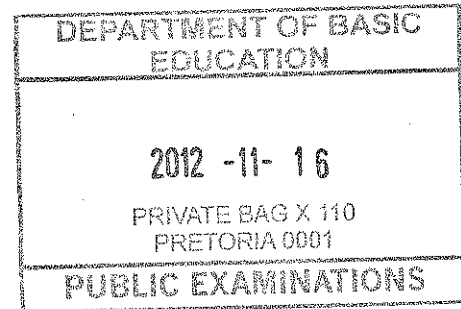 DEPARTMENT OF BASIC
EDUCATION
2012 -11- 16
PRIVATE BAG X 110
PRETORIA 0001
PUBLIC EXAMINATIONS